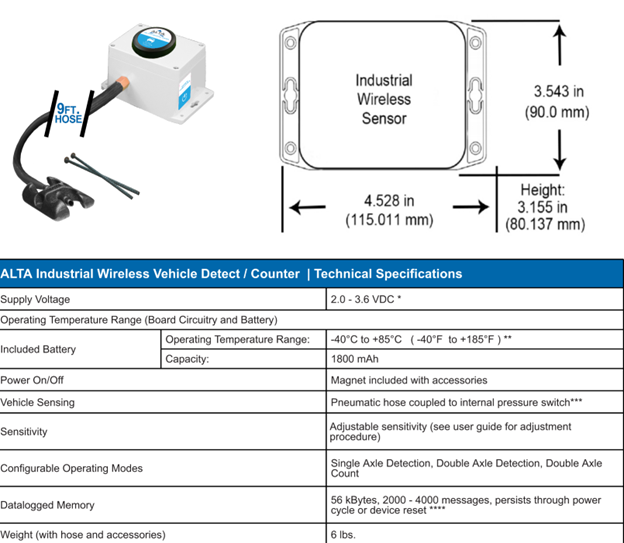 ALTA
9FT.
HOSE
Industrial
Wireless
Sensor
3.543 in
(90.0 mm)
4.528 in
(115.011 mm)
Height:
3.155 in
(80.137 mm)
ALTA Industrial Wireless Vehicle Detect / Counter | Technical Specifications
Supply Voltage 2.0 - 3.6 VDC *
Operating Temperature Range (Board Circuitry and Battery)
Included Battery Operating Temperature Range: -40°C to +85°C ( -40°F to +185°F ) **
Capacity: 1800 mAh
Power On/Off Magnet included with accessories
Vehicle Sensing Pneumatic hose coupled to internal pressure switch***
Sensitivity Adjustable sensitivity (see user guide for adjustment
procedure)
Configurable Operating Modes Single Axle Detection, Double Axle Detection, Double Axle
Count
Datalogged Memory 56 kBytes, 2000 - 4000 messages, persists through power
cycle or device reset ****
Weight (with hose and accessories) 6 lbs.